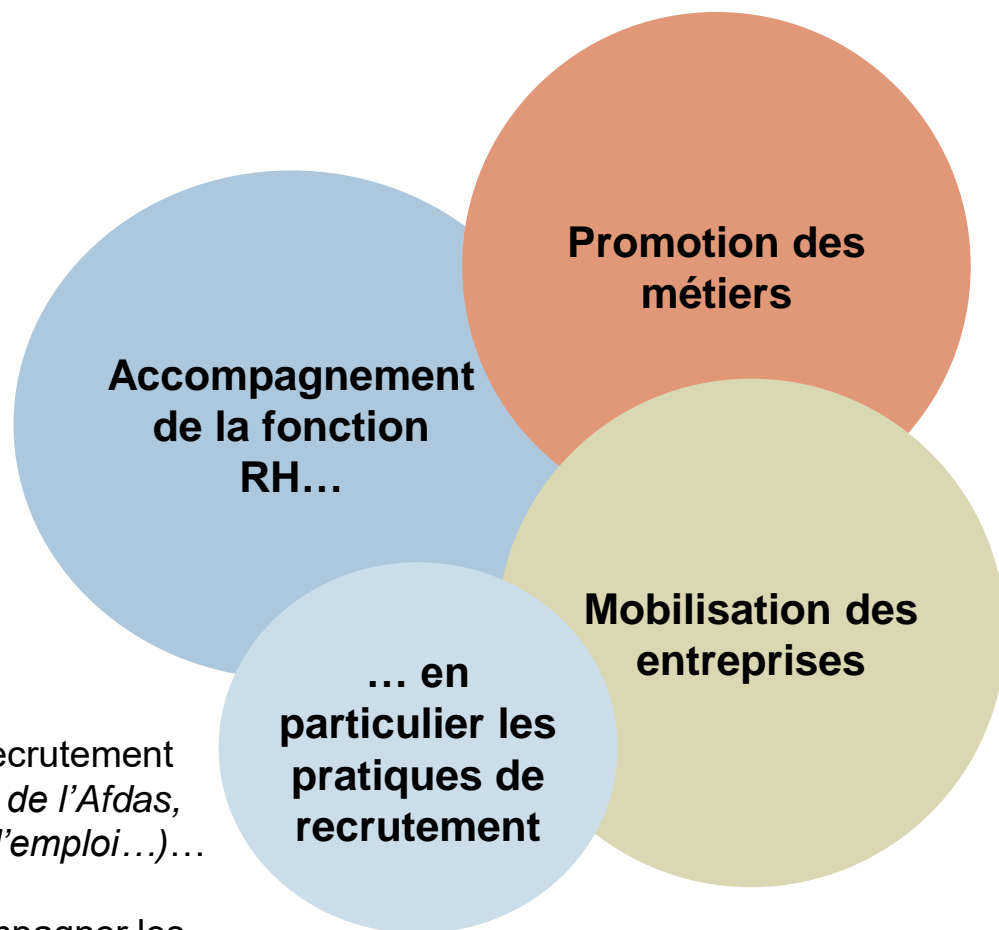 Promotion des
métiers
Accompagnement
de la fonction
RH…
Mobilisation des
entreprises
… en
particulier les
pratiques de
recrutement
de l’Afdas,
l’emploi…)…
les